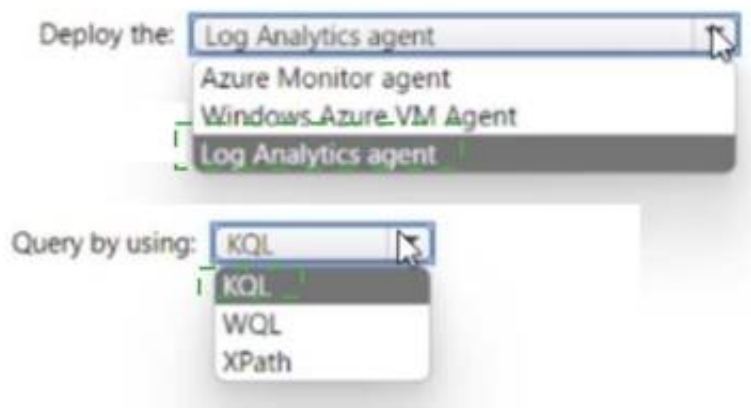 Deploy the: Log Analytics agent
Azure Monitor agent
Windows Azure VM Agent
Log Analytics agent
Query by using: KQL
KQL
WQL
XPath